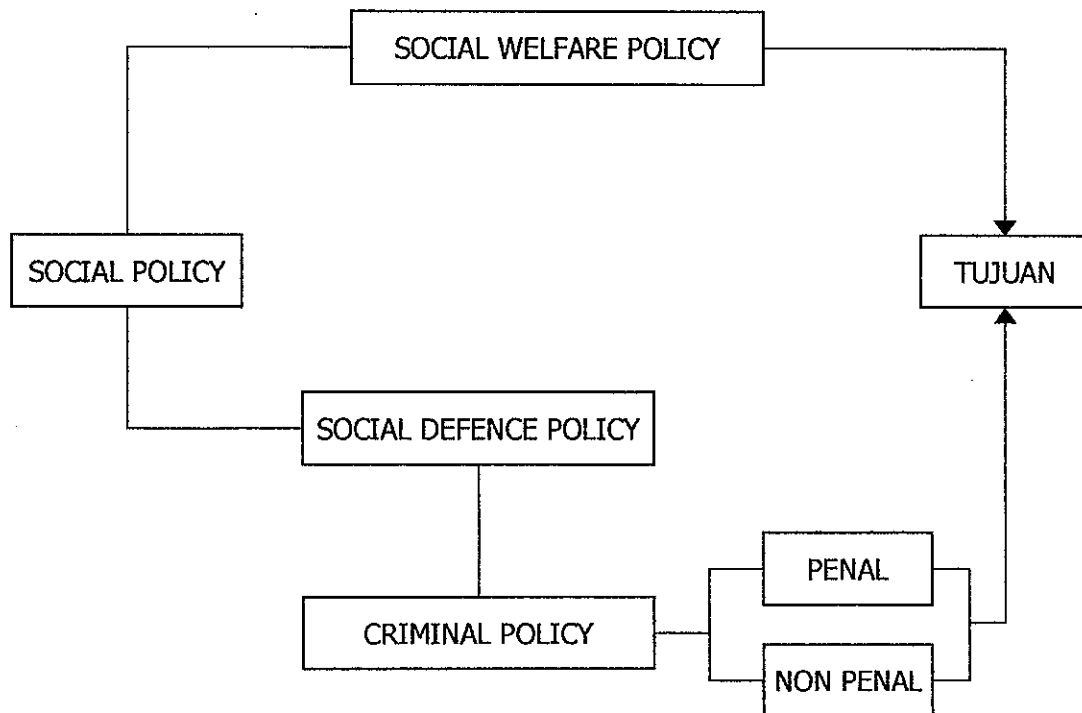 SOCIAL WELFARE POLICY
SOCIAL POLICY
TUJUAN
SOCIAL DEFENCE POLICY
PENAL
CRIMINAL POLICY
NON PENAL